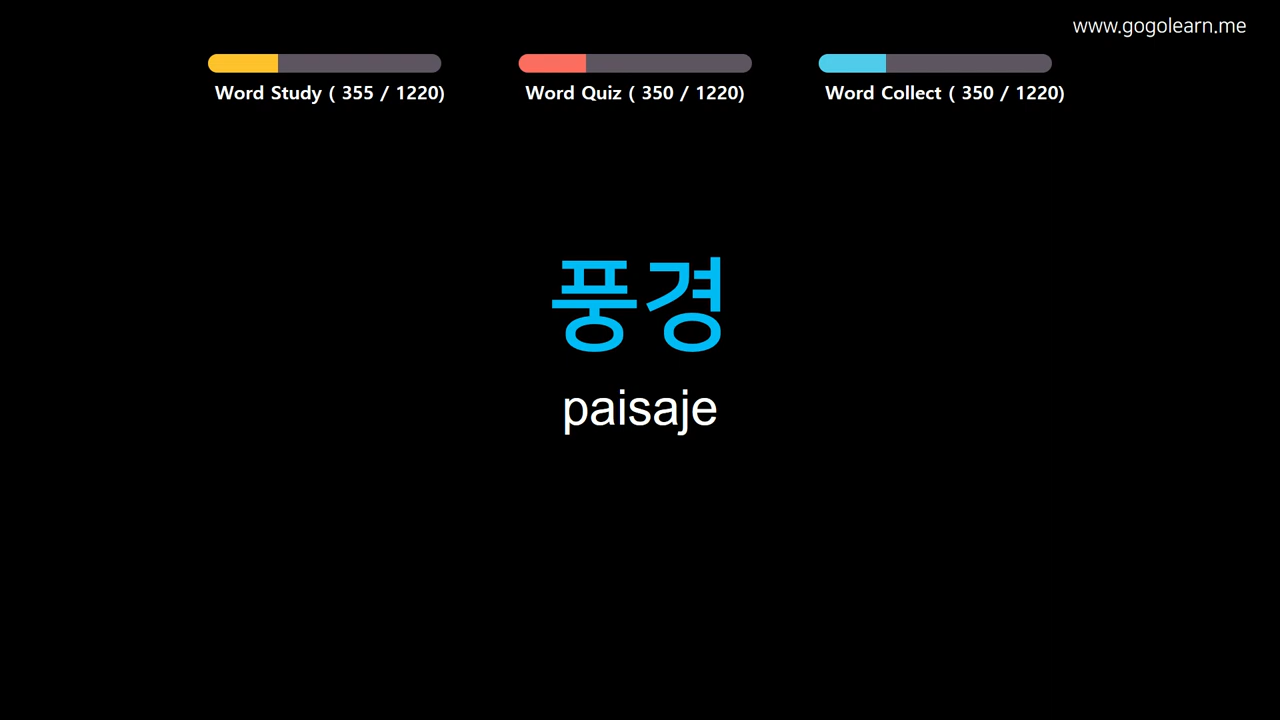 www.gogolearn.me
Word Study ( 355 / 1220)
Word Quiz ( 350 / 1220)
Word Collect ( 350 / 1220)
풍경
paisaje